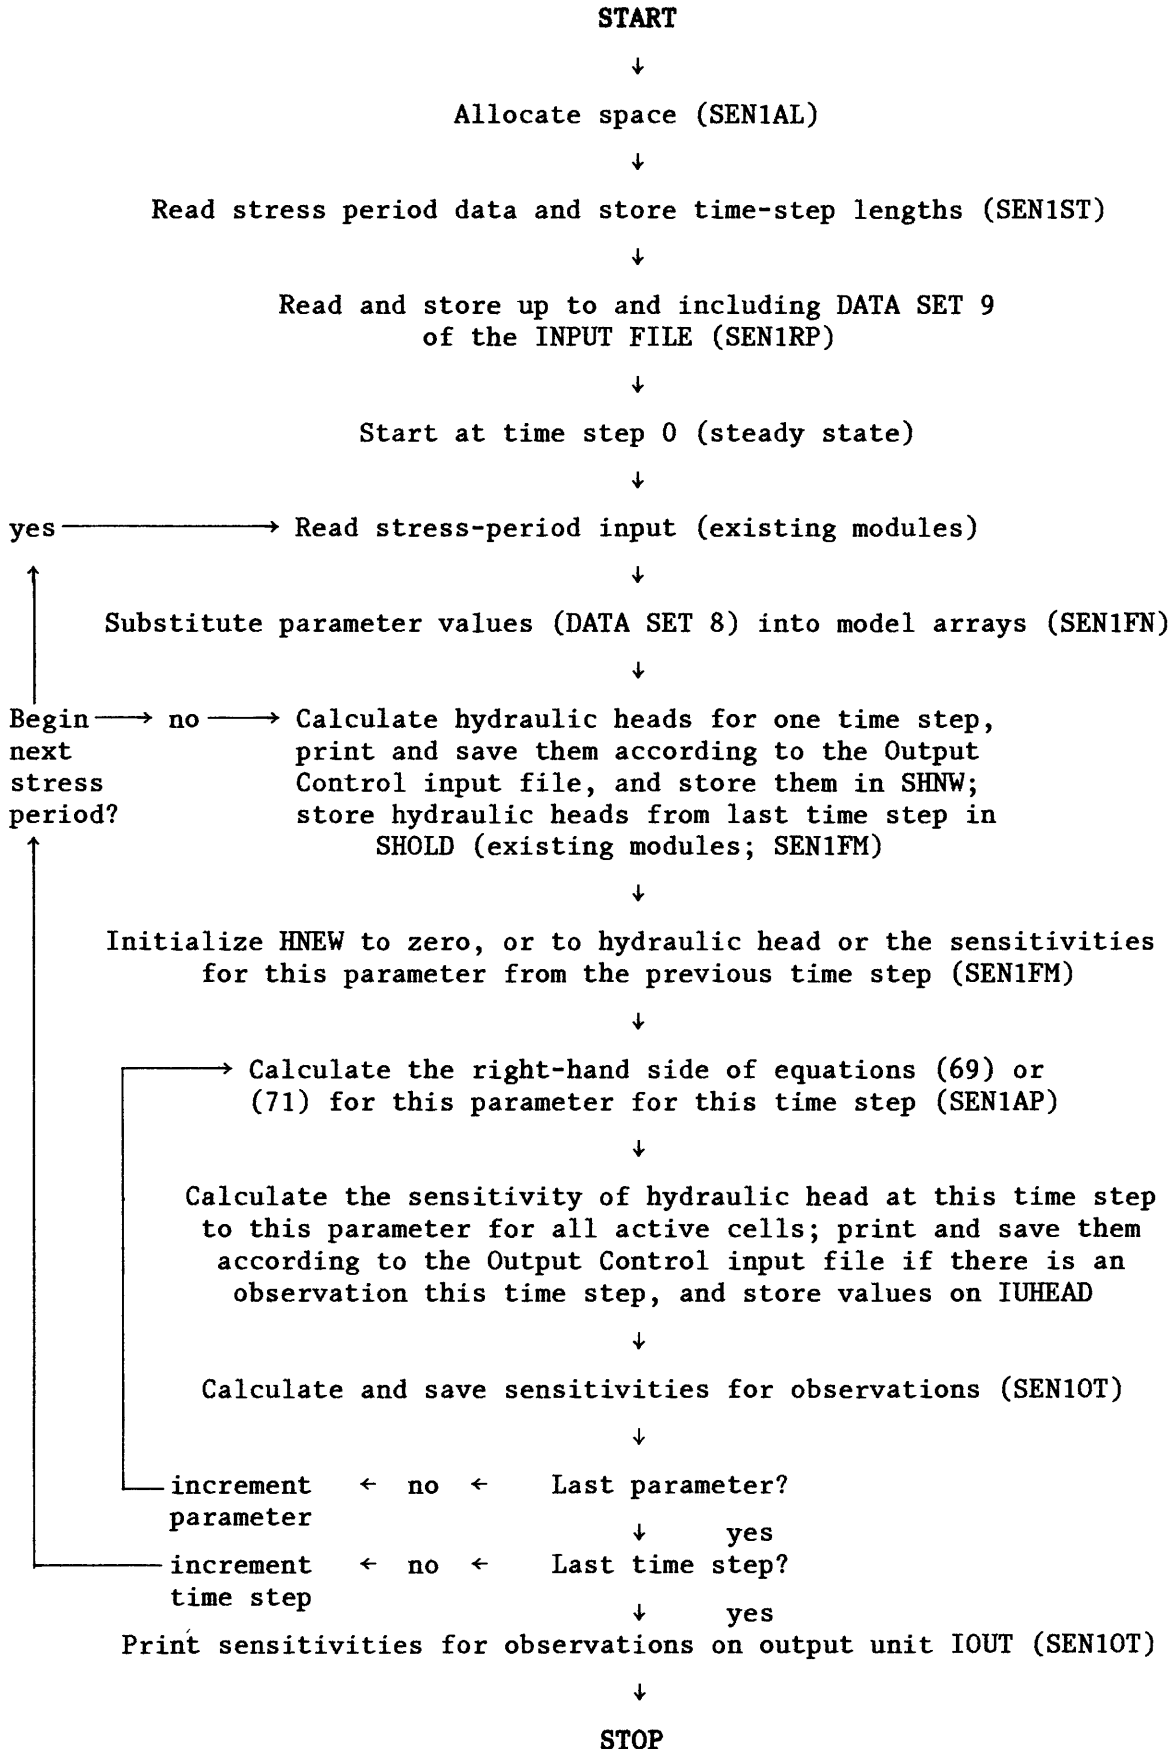 START
↓
Allocate space (SEN1AL)
↓
Read stress period data and store time-step lengths (SEN1ST)
↓
Read and store up to and including DATA SET 9
of the INPUT FILE (SEN1RP)
↓
Start at time step 0 (steady state)
↓
yes → Read stress-period input (existing modules)
↓
Substitute parameter values (DATA SET 8) into model arrays (SEN1FN)
↓
Begin → no → Calculate hydraulic heads for one time step,
next print and save them according to the Output
stress Control input file, and store them in SHNW;
period? store hydraulic heads from last time step in
SHOLD (existing modules; SEN1FM)
↓
Initialize HNEW to zero, or to hydraulic head or the sensitivities
for this parameter from the previous time step (SEN1FM)
↓
Calculate the right-hand side of equations (69) or
(71) for this parameter for this time step (SEN1AP)
↓
Calculate the sensitivity of hydraulic head at this time step
to this parameter for all active cells; print and save them
according to the Output Control input file if there is an
observation this time step, and store values on IUHEAD
↓
Calculate and save sensitivities for observations (SEN1OT)
↓
increment ← no ← Last parameter?
parameter
↓ yes
increment ← no ← Last time step?
time step
↓ yes
Print sensitivities for observations on output unit IOUT (SEN1OT)
↓
STOP